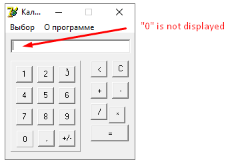 Кал...
Выбор О программе
"0" is not displayed
< C
1 2 3
+ -
4 5 6
/ *
7 8 9
=
0 . +/-